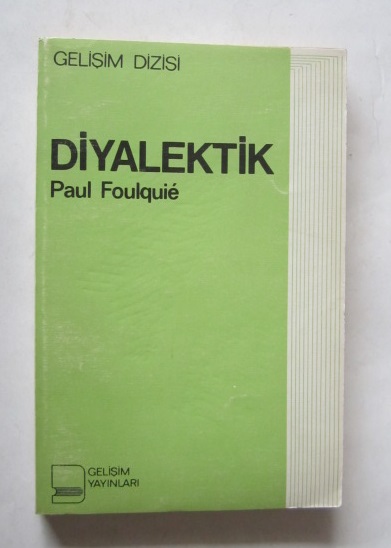 GELİŞİM DİZİSİ
DİYALEKTİK
Paul Foulquié
GELİŞİM
YAYINLARI